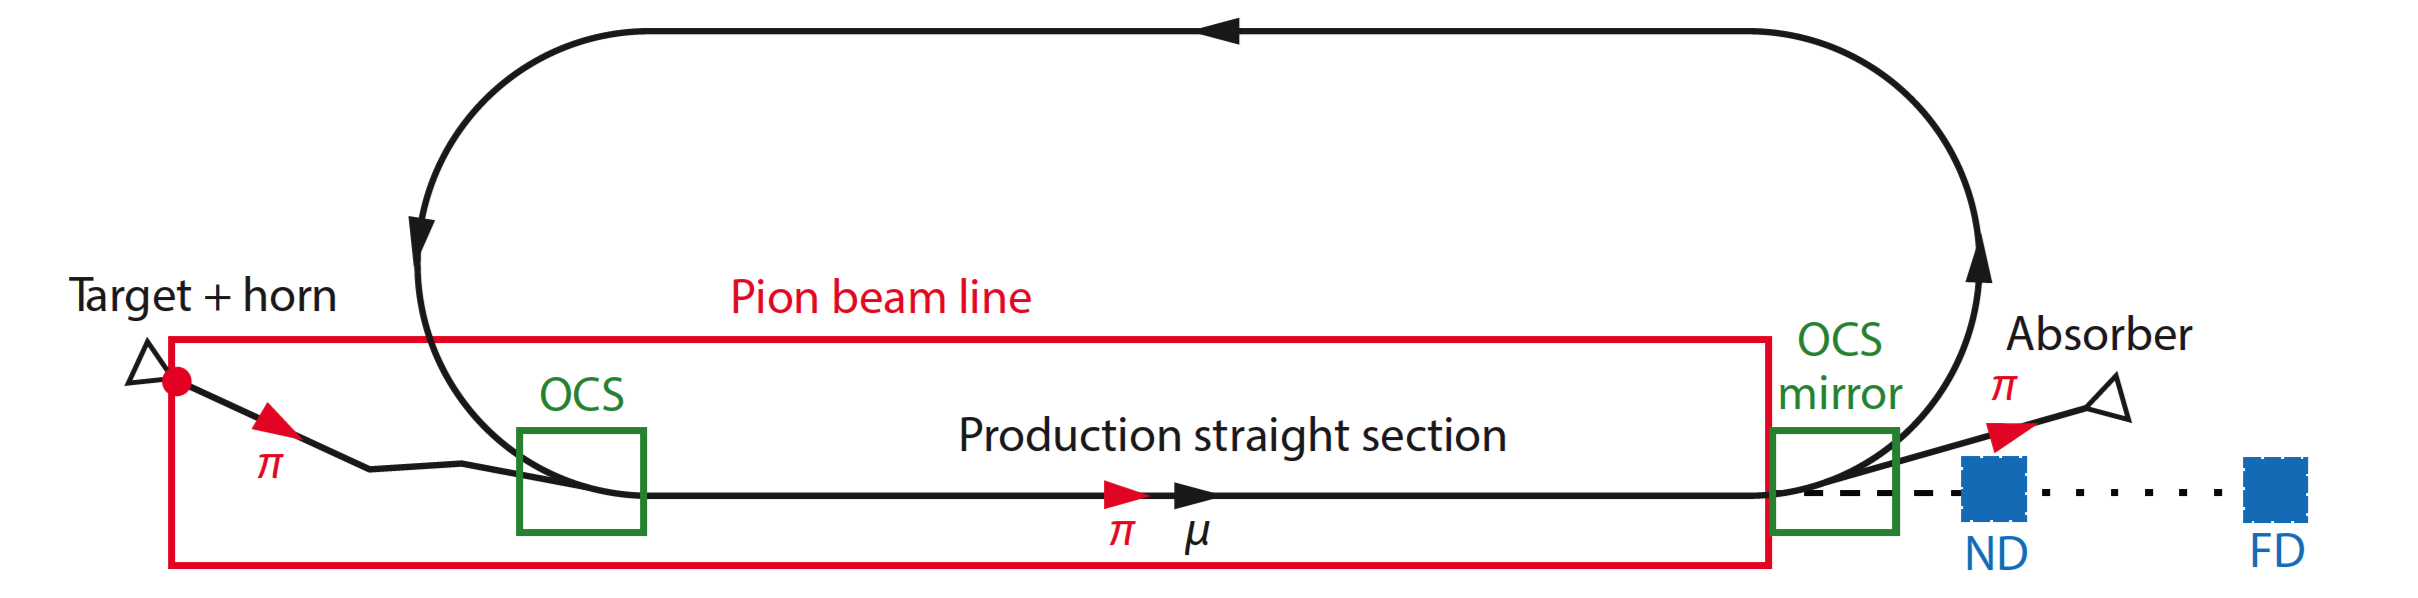 Target + horn
Pion beam line
OCS
mirror
Absorber
π
OCS
Production straight section
π
π
μ
ND
FD